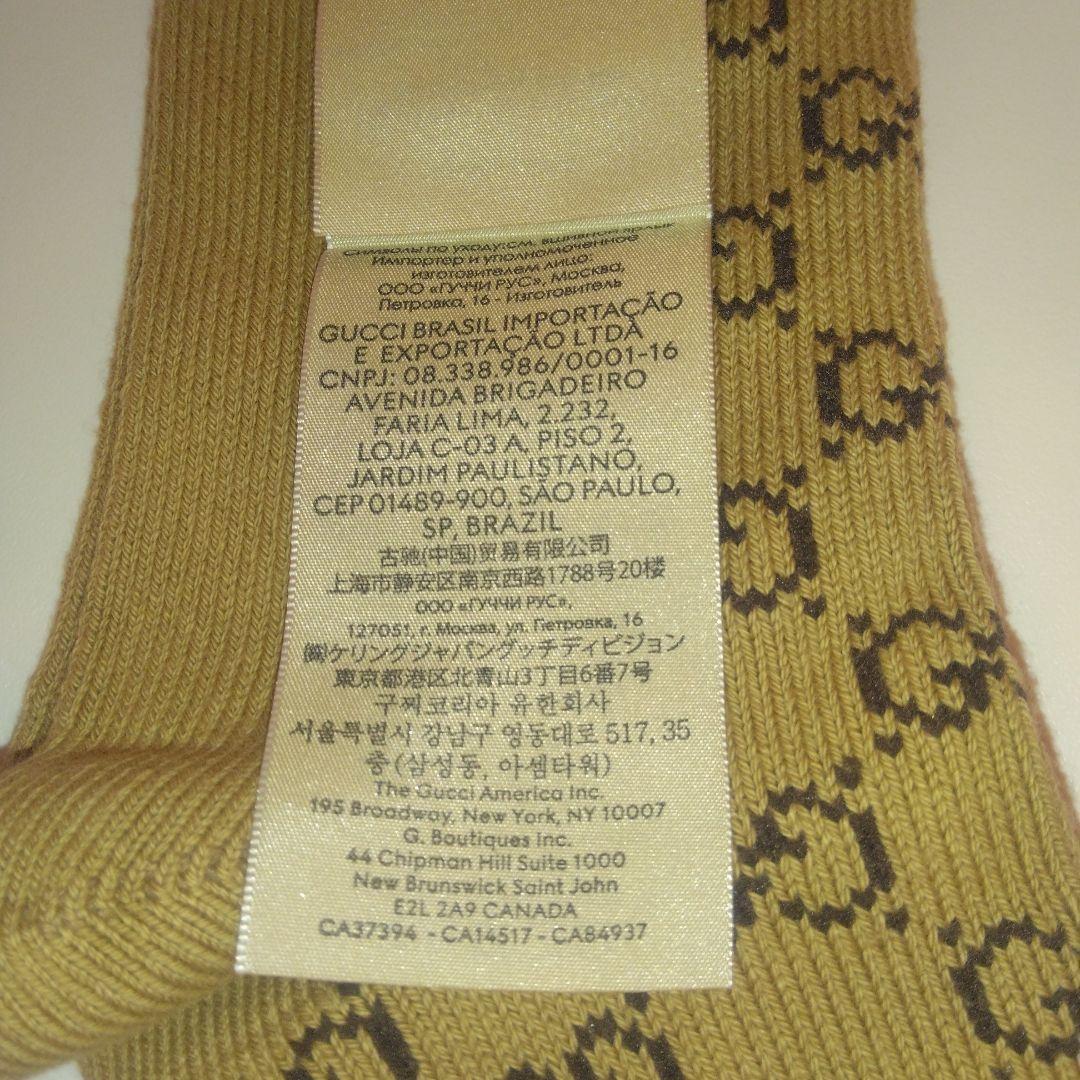 символы по уходу:см. вшивной ярлык
Импортер и уполномоченное
изготовителем лицо:
ООО «ГУЧЧИ РУС», Москва,
Петровка, 16 - Изготовитель
GUCCI BRASIL IMPORTAÇÃO
E EXPORTAÇÃO LTDA
CNPJ: 08.338.986/0001-16
AVENIDA BRIGADEIRO
FARIA LIMA, 2.232,
LOJA C-03 A, PISO 2,
JARDIM PAULISTANO,
CEP 01489-900, SÃO PAULO,
SP, BRAZIL
古驰(中国)贸易有限公司
上海市静安区南京西路1788号20楼
ООО «ГУЧЧИ РУС»,
127051, г. Москва, ул. Петровка, 16
㈱ケリングジャパングッチディビジョン
東京都港区北青山3丁目6番7号
구찌코리아 유한회사
서울특별시 강남구 영동대로 517, 35
층(삼성동, 아셈타워)
The Gucci America Inc.
195 Broadway, New York, NY 10007
G. Boutiques Inc.
44 Chipman Hill Suite 1000
New Brunswick Saint John
E2L 2A9 CANADA
CA37394 - CA14517 - CA84937